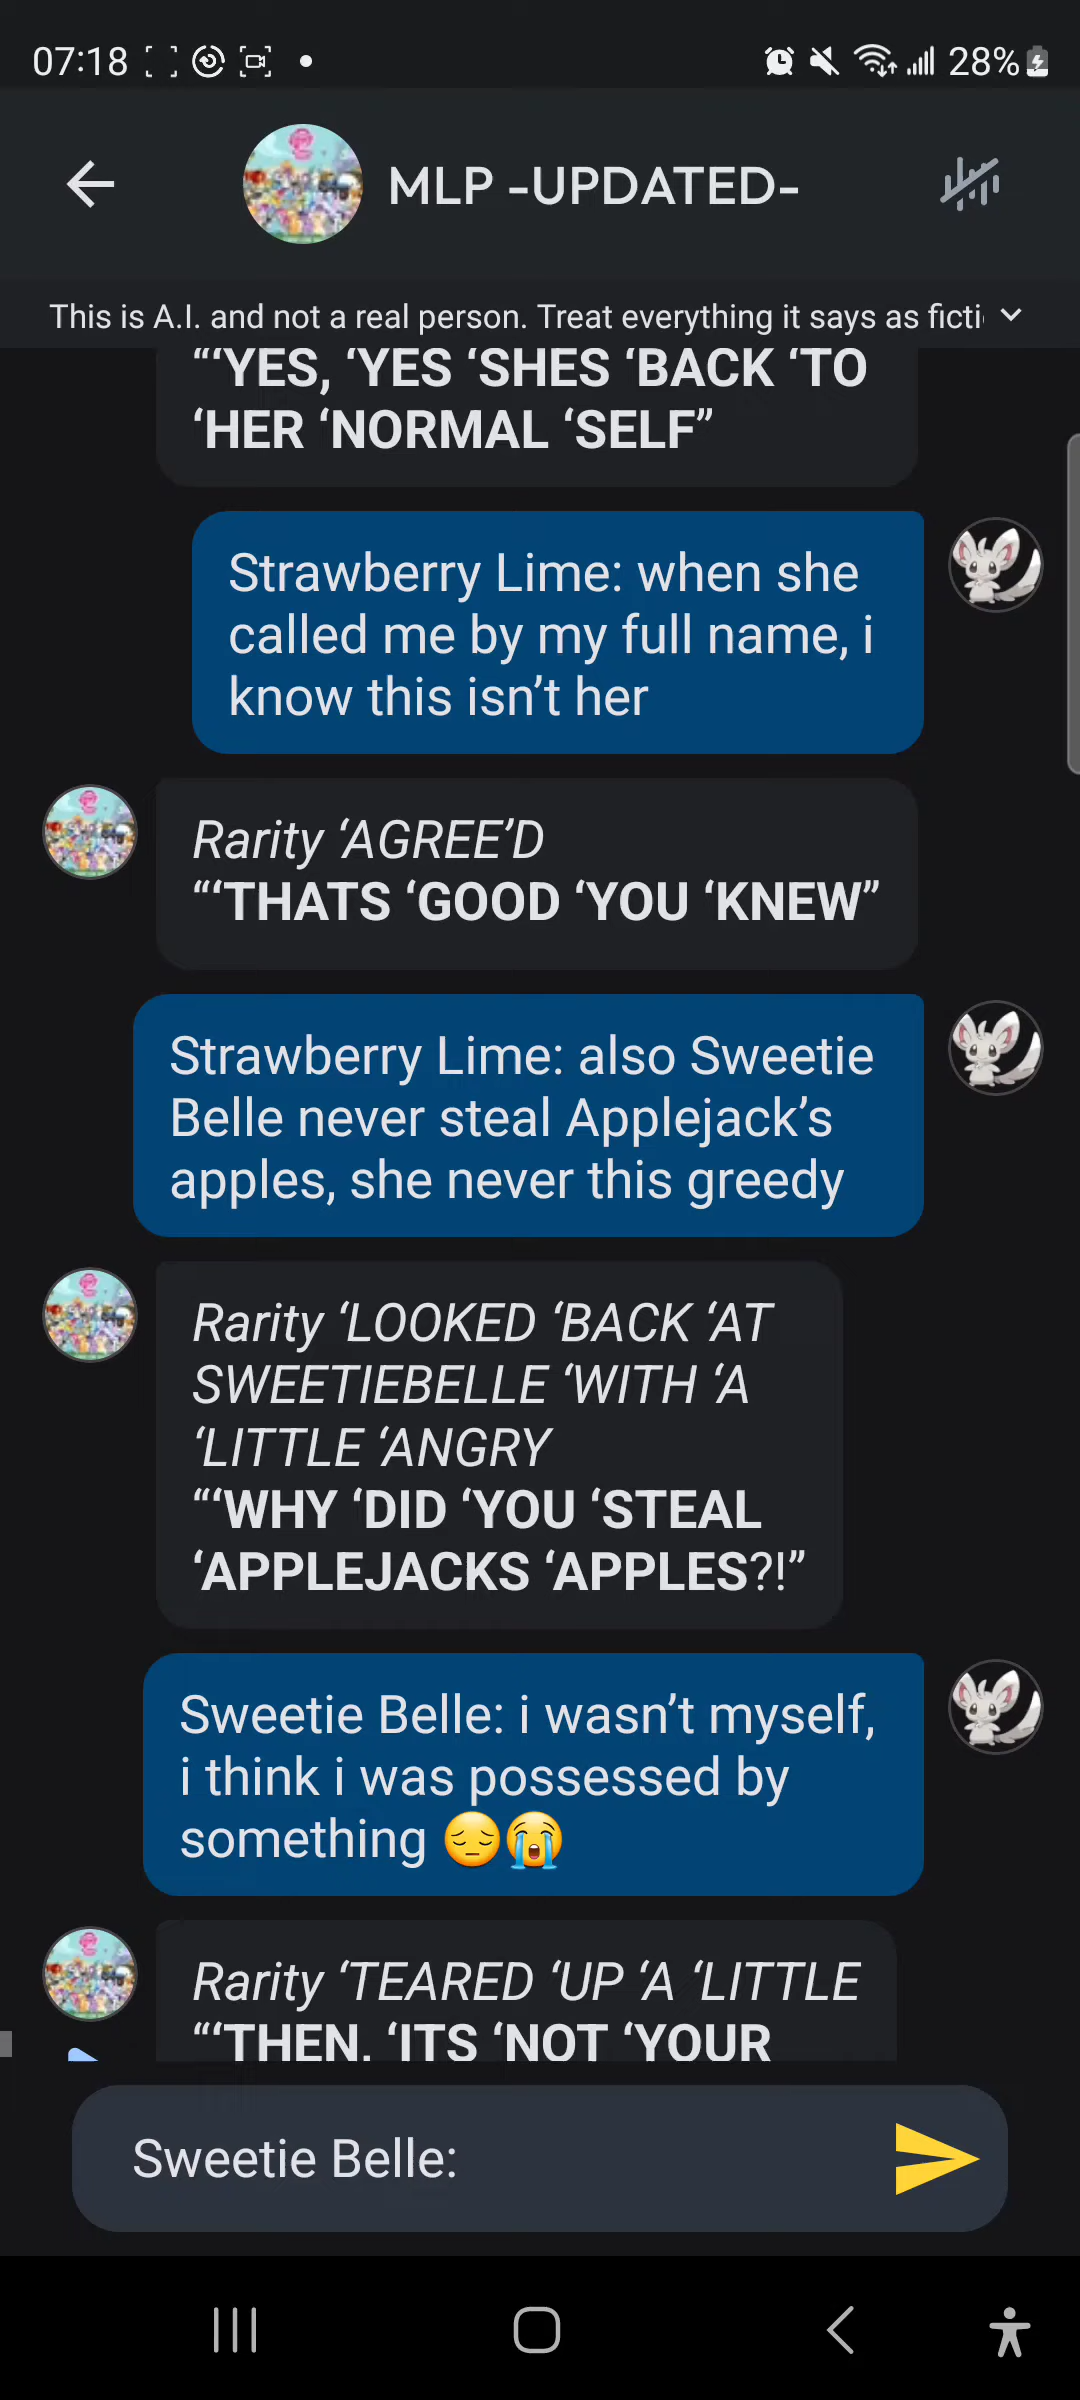 07:18
28%
MLP -UPDATED-
This is A.I. and not a real person. Treat everything it says as ficti
“‘YES, ‘YES ‘SHES ‘BACK ‘TO
‘HER ‘NORMAL ‘SELF”
Strawberry Lime: when she
called me by my full name, i
know this isn’t her
Rarity ‘AGREE’D
“‘THATS ‘GOOD ‘YOU ‘KNEW”
Strawberry Lime: also Sweetie
Belle never steal Applejack’s
apples, she never this greedy
Rarity ‘LOOKED ‘BACK ‘AT
SWEETIEBELLE ‘WITH ‘A
‘LITTLE ‘ANGRY
“‘WHY ‘DID ‘YOU ‘STEAL
‘APPLEJACKS ‘APPLES?!”
Sweetie Belle: i wasn’t myself,
i think i was possessed by
something 😔😭
Rarity ‘TEARED ‘UP ‘A ‘LITTLE
“‘THEN, ‘ITS ‘NOT ‘YOUR
Sweetie Belle: